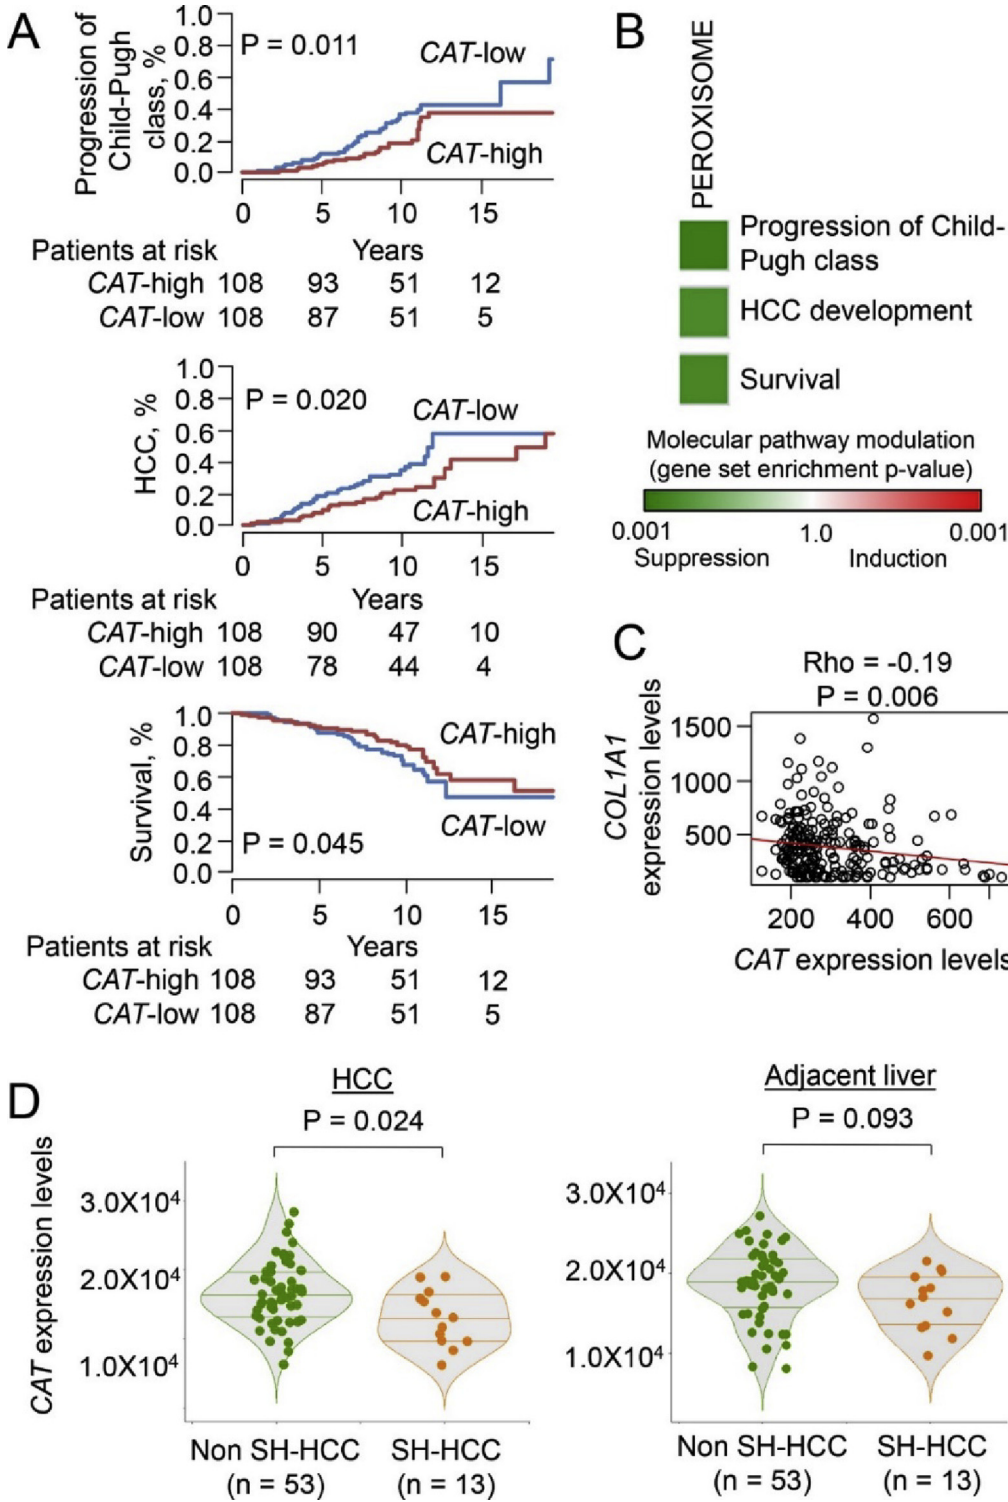 A
Progression of
Child-Pugh
class, %
1.0
0.8
0.6
0.4
0.2
0.0
P = 0.011
CAT-low
CAT-high
0 5 10 15
Patients at risk Years
CAT-high 108 93 51 12
CAT-low 108 87 51 5
HCC, %
1.0
0.8
0.6
0.4
0.2
0.0
P = 0.020
CAT-low
CAT-high
0 5 10 15
Patients at risk Years
CAT-high 108 90 47 10
CAT-low 108 78 44 4
Survival, %
1.0
0.8
0.6
0.4
0.2
0.0
CAT-high
CAT-low
P = 0.045
0 5 10 15
Patients at risk Years
CAT-high 108 93 51 12
CAT-low 108 87 51 5
B
PEROXISOME
Progression of Child-
Pugh class
HCC development
Survival
Molecular pathway modulation
(gene set enrichment p-value)
0.001 1.0 0.001
Suppression Induction
C
Rho = -0.19
P = 0.006
COL1A1
expression levels
1500
1000
500
200 400 600
CAT expression levels
D
HCC
P = 0.024
CAT expression levels
3.0X10⁴
2.0X10⁴
1.0X10⁴
Non SH-HCC SH-HCC
(n = 53) (n = 13)
Adjacent liver
P = 0.093
3.0X10⁴
2.0X10⁴
1.0X10⁴
Non SH-HCC SH-HCC
(n = 53) (n = 13)